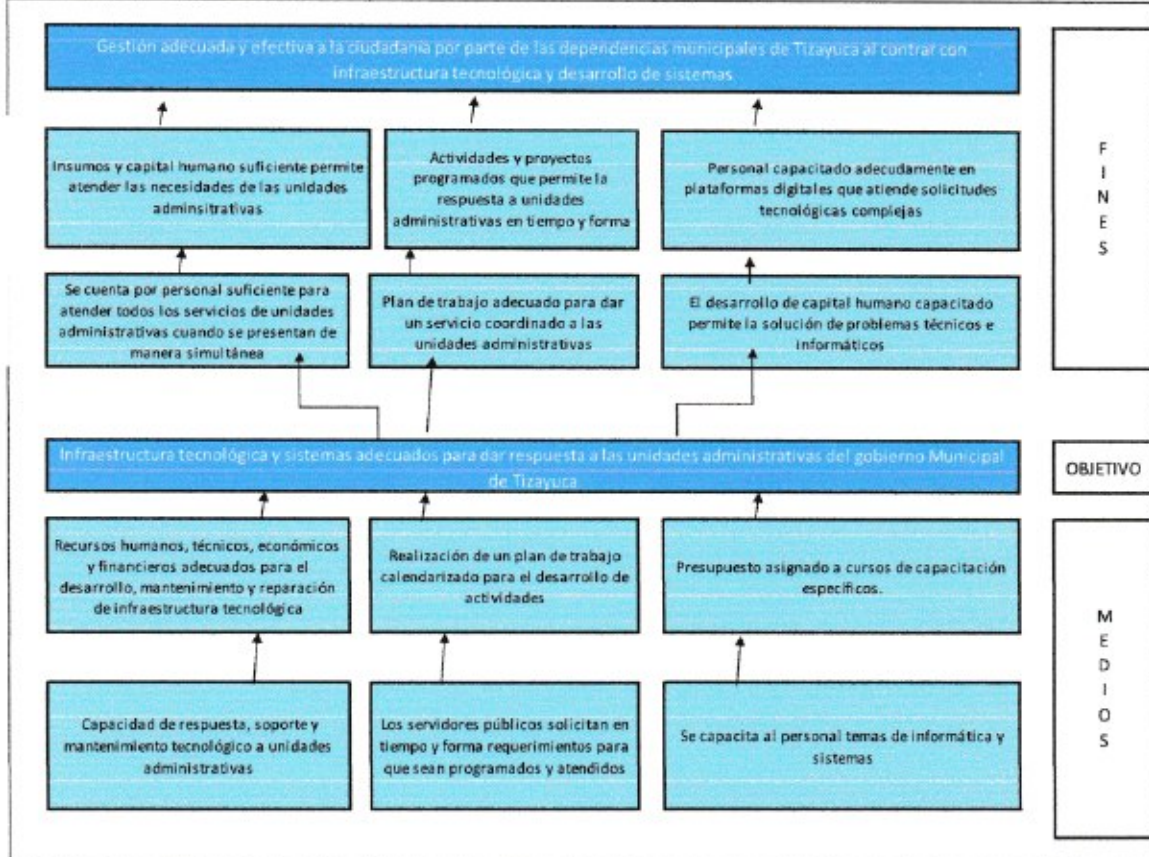 Gestión adecuada y efectiva a la ciudadanía por parte de las dependencias municipales de Tizayuca al contrar con
infraestructura tecnológica y desarrollo de sistemas
Insumos y capital humano suficiente permite
atender las necesidades de las unidades
adminsitrativas
Actividades y proyectos
programados que permite la
respuesta a unidades
administrativas en tiempo y forma
Personal capacitado adecudamente en
plataformas digitales que atiende solicitudes
tecnológicas complejas
FINES
Se cuenta por personal suficiente para
atender todos los servicios de unidades
administrativas cuando se presentan de
manera simultánea
Plan de trabajo adecuado para dar
un servicio coordinado a las
unidades administrativas
El desarrollo de capital humano capacitado
permite la solución de problemas técnicos e
informáticos
Infraestructura tecnológica y sistemas adecuados para dar respuesta a las unidades administrativas del gobierno Municipal
de Tizayuca
OBJETIVO
Recursos humanos, técnicos, económicos
y financieros adecuados para el
desarrollo, mantenimiento y reparación
de infraestructura tecnológica
Realización de un plan de trabajo
calendarizado para el desarrollo de
actividades
Presupuesto asignado a cursos de capacitación
específicos.
MEDIOS
Capacidad de respuesta, soporte y
mantenimiento tecnológico a unidades
administrativas
Los servidores públicos solicitan en
tiempo y forma requerimientos para
que sean programados y atendidos
Se capacita al personal temas de informática y
sistemas